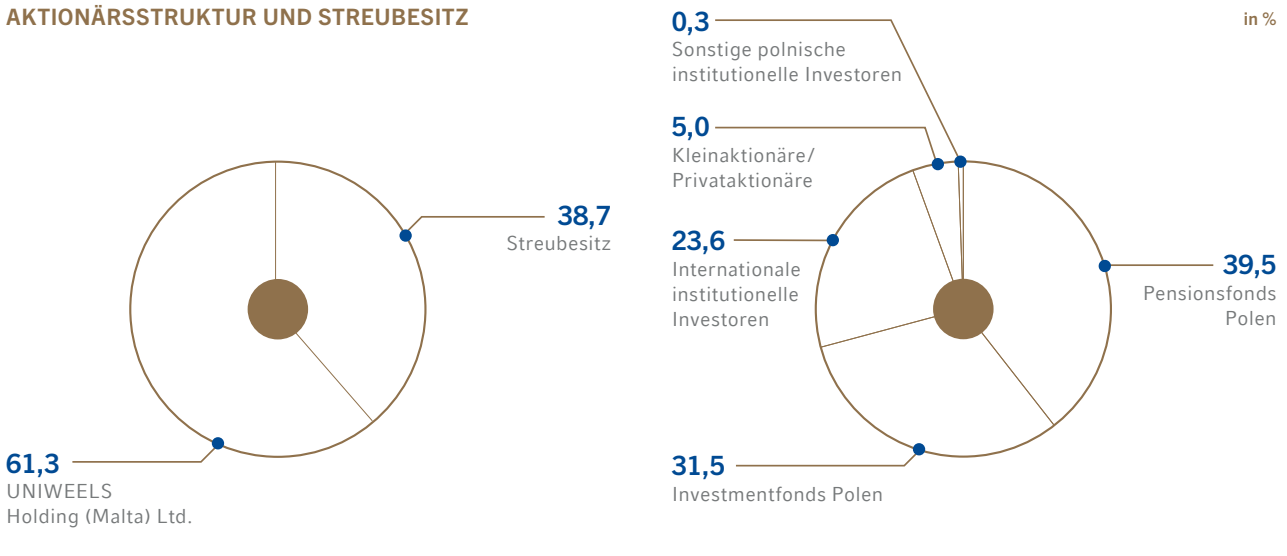 AKTIONÄRSSTRUKTUR UND STREUBESITZ
in %
38,7
Streubesitz
61,3
UNIWEELS
Holding (Malta) Ltd.
0,3
Sonstige polnische
institutionelle Investoren
5,0
Kleinaktionäre/
Privataktionäre
23,6
Internationale
institutionelle
Investoren
39,5
Pensionsfonds
Polen
31,5
Investmentfonds Polen